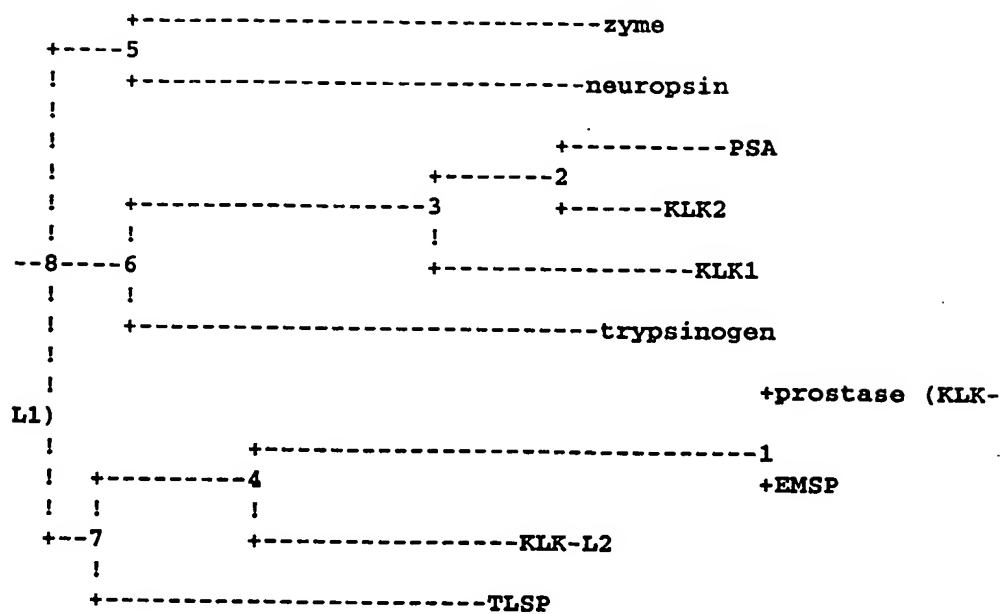 +-----------------------------zyme
+----5
! +----------------------------neuropsin
!
!
! +----------PSA
! +-------2
! +------------------3 +------KLK2
! ! !
--8----6 +----------------KLK1
! !
! +-----------------------------trypsinogen
!
! +prostase (KLK-
L1)
! +-------------------------------1
! +---------4 +EMSP
! ! !
+--7 +----------------KLK-L2
!
+------------------------TLSP